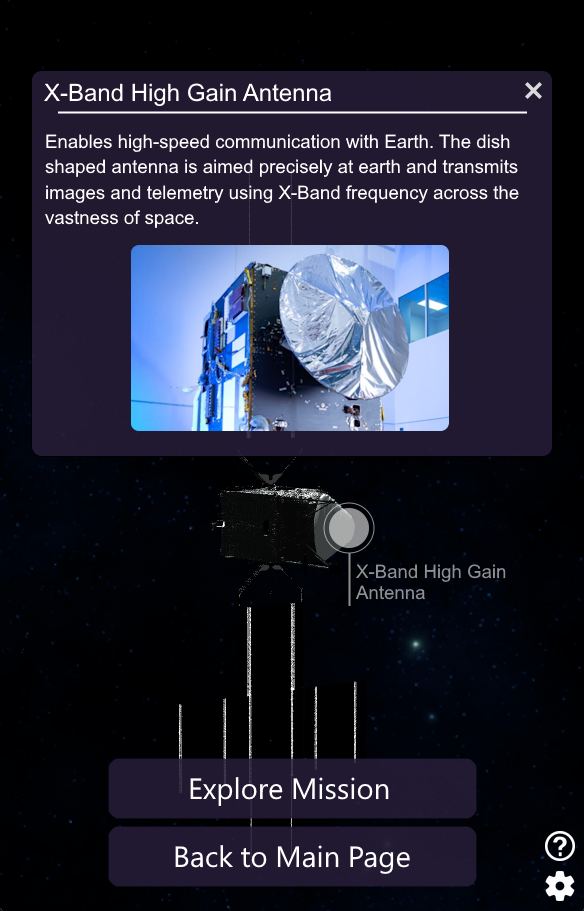 X-Band High Gain Antenna
Enables high-speed communication with Earth. The dish
shaped antenna is aimed precisely at earth and transmits
images and telemetry using X-Band frequency across the
vastness of space.
X-Band High Gain
Antenna
Explore Mission
Back to Main Page